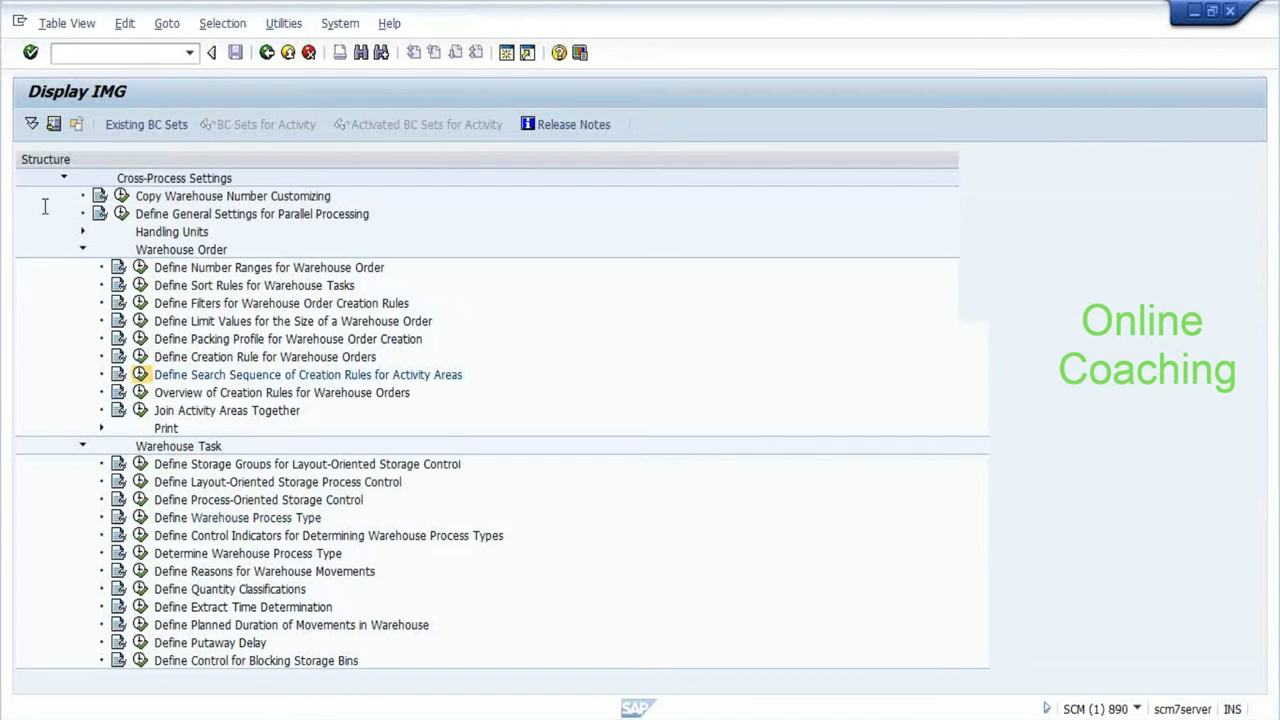 Table View Edit Goto Selection Utilities System Help
Display IMG
Existing BC Sets BC Sets for Activity Activated BC Sets for Activity Release Notes
Structure
Cross-Process Settings
Copy Warehouse Number Customizing
Define General Settings for Parallel Processing
Handling Units
Warehouse Order
Define Number Ranges for Warehouse Order
Define Sort Rules for Warehouse Tasks
Define Filters for Warehouse Order Creation Rules
Define Limit Values for the Size of a Warehouse Order
Define Packing Profile for Warehouse Order Creation
Define Creation Rule for Warehouse Orders
Define Search Sequence of Creation Rules for Activity Areas
Overview of Creation Rules for Warehouse Orders
Join Activity Areas Together
Print
Warehouse Task
Define Storage Groups for Layout-Oriented Storage Control
Define Layout-Oriented Storage Process Control
Define Process-Oriented Storage Control
Define Warehouse Process Type
Define Control Indicators for Determining Warehouse Process Types
Determine Warehouse Process Type
Define Reasons for Warehouse Movements
Define Quantity Classifications
Define Extract Time Determination
Define Planned Duration of Movements in Warehouse
Define Putaway Delay
Define Control for Blocking Storage Bins
Online
Coaching
SAP
SCM (1) 890 scm7server INS